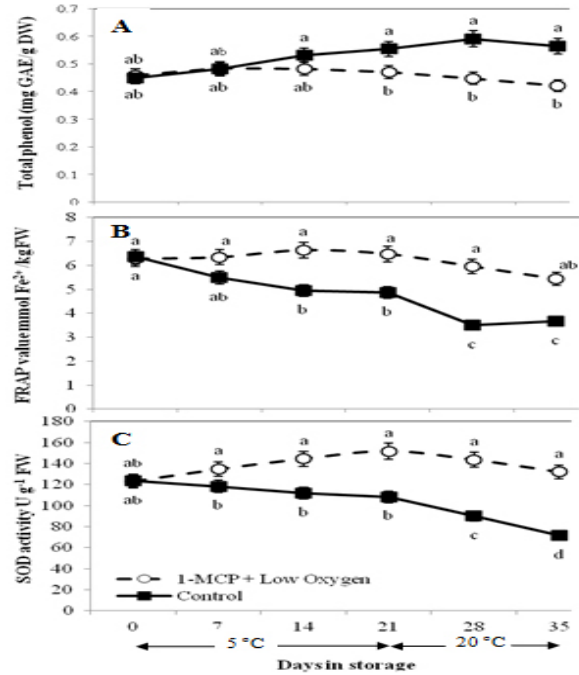 Total phenol (mg GAE/g DW)
0.7
0.6
0.5
0.4
0.3
0.2
0.1
0
A
ab ab a a a a
ab ab ab b b b
FRAP value mmol Fe²⁺ /kgFW
8
7
6
5
4
3
2
1
0
B
a a a a a ab
a ab b b c c
SOD activity U g⁻¹ FW
180
160
140
120
100
80
60
40
20
0
C
ab a a a a a
ab b b b c d
1-MCP + Low Oxygen
Control
0 7 14 21 28 35
5 °C 20 °C
Days in storage